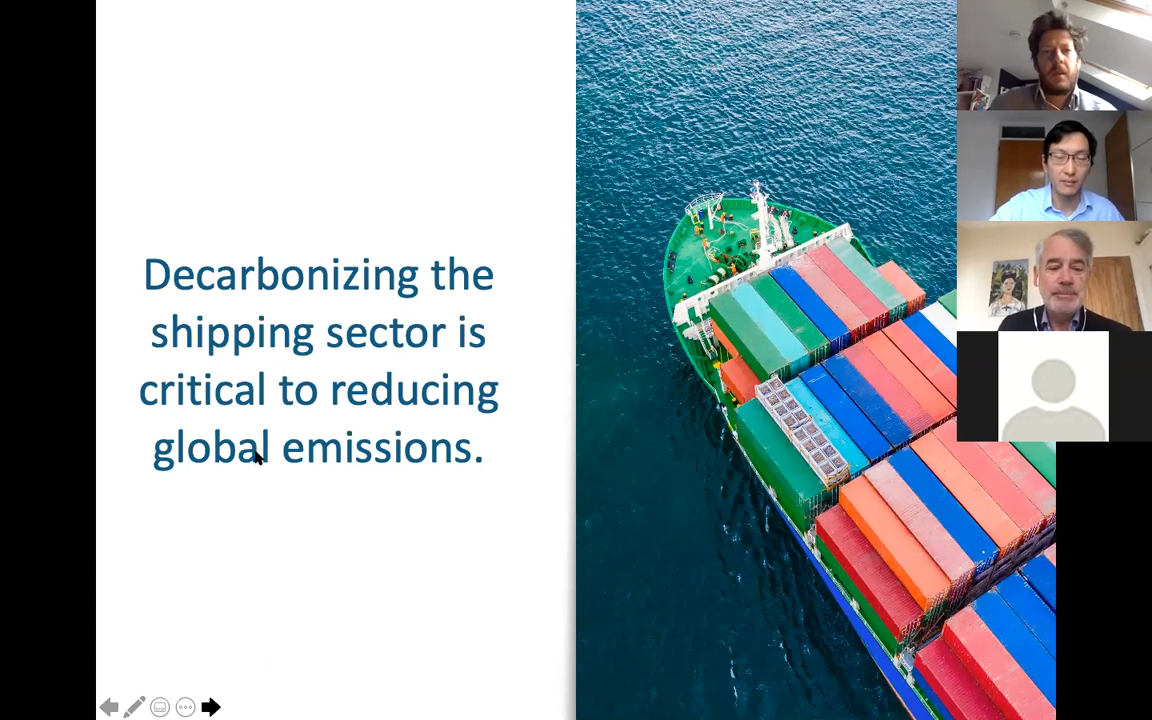 Decarbonizing the
shipping sector is
critical to reducing
global emissions.